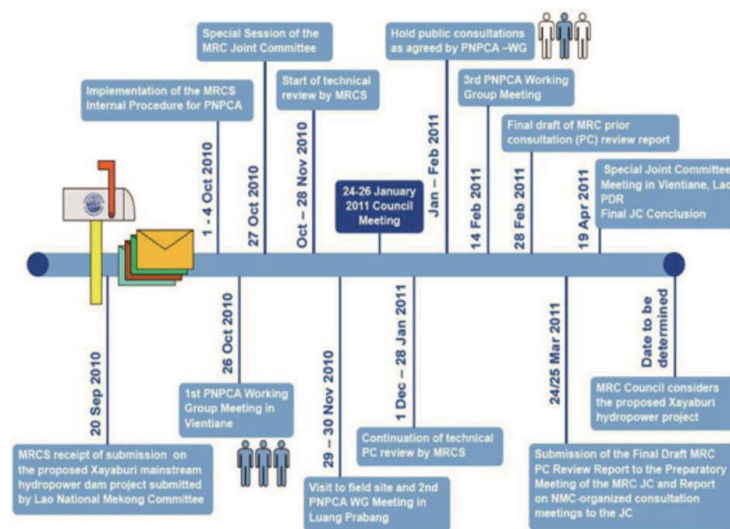 Special Session of the
MRC Joint Committee
Hold public consultations
as agreed by PNPCA –WG
Implementation of the MRCS
Internal Procedure for PNPCA
Start of technical
review by MRCS
3rd PNPCA Working
Group Meeting
Final draft of MRC prior
consultation (PC) review report
24-26 January
2011 Council
Meeting
Special Joint Committee
Meeting in Vientiane, Lao
PDR
Final JC Conclusion
1 - 4 Oct 2010
27 Oct 2010
Oct – 28 Nov 2010
Jan – Feb 2011
14 Feb 2011
28 Feb 2011
19 Apr 2011
20 Sep 2010
26 Oct 2010
29 – 30 Nov 2010
1 Dec – 28 Jan 2011
24/25 Mar 2011
Date to be
determined
1st PNPCA Working
Group Meeting in
Vientiane
MRC Council considers
the proposed Xayaburi
hydropower project
MRCS receipt of submission on
the proposed Xayaburi mainstream
hydropower dam project submitted
by Lao National Mekong Committee
Continuation of technical
PC review by MRCS
Visit to field site and 2nd
PNPCA WG Meeting in
Luang Prabang
Submission of the Final Draft MRC
PC Review Report to the Preparatory
Meeting of the MRC JC and Report
on NMC-organized consultation
meetings to the JC